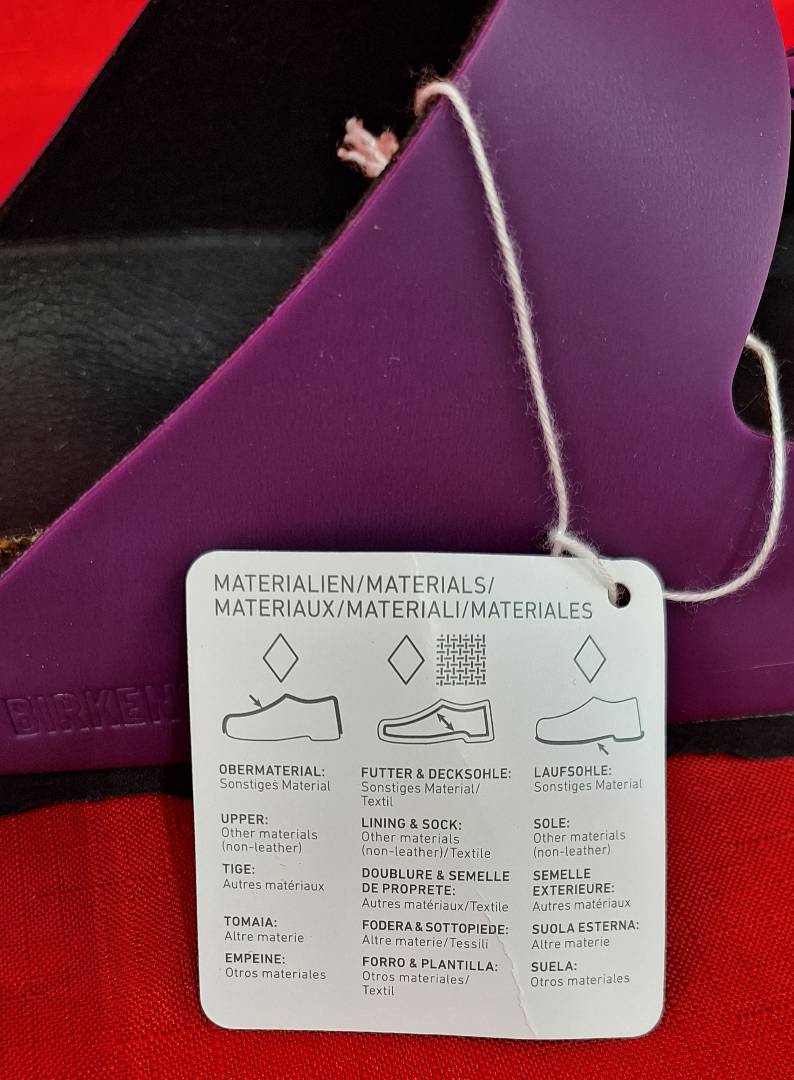 MATERIALIEN/MATERIALS/
MATERIAUX/MATERIALI/MATERIALES
OBERMATERIAL:
Sonstiges Material
UPPER:
Other materials
(non-leather)
TIGE:
Autres matériaux
TOMAIA:
Altre materie
EMPEINE:
Otros materiales
FUTTER & DECKSOHLE:
Sonstiges Material/
Textil
LINING & SOCK:
Other materials
(non-leather)/Textile
DOUBLURE & SEMELLE
DE PROPRETE:
Autres matériaux/Textile
FODERA & SOTTOPIEDE:
Altre materie/Tessili
FORRO & PLANTILLA:
Otros materiales/
Textil
LAUFSOHLE:
Sonstiges Material
SOLE:
Other materials
(non-leather)
SEMELLE
EXTERIEURE:
Autres matériaux
SUOLA ESTERNA:
Altre materie
SUELA:
Otros materiales
BIRKEN